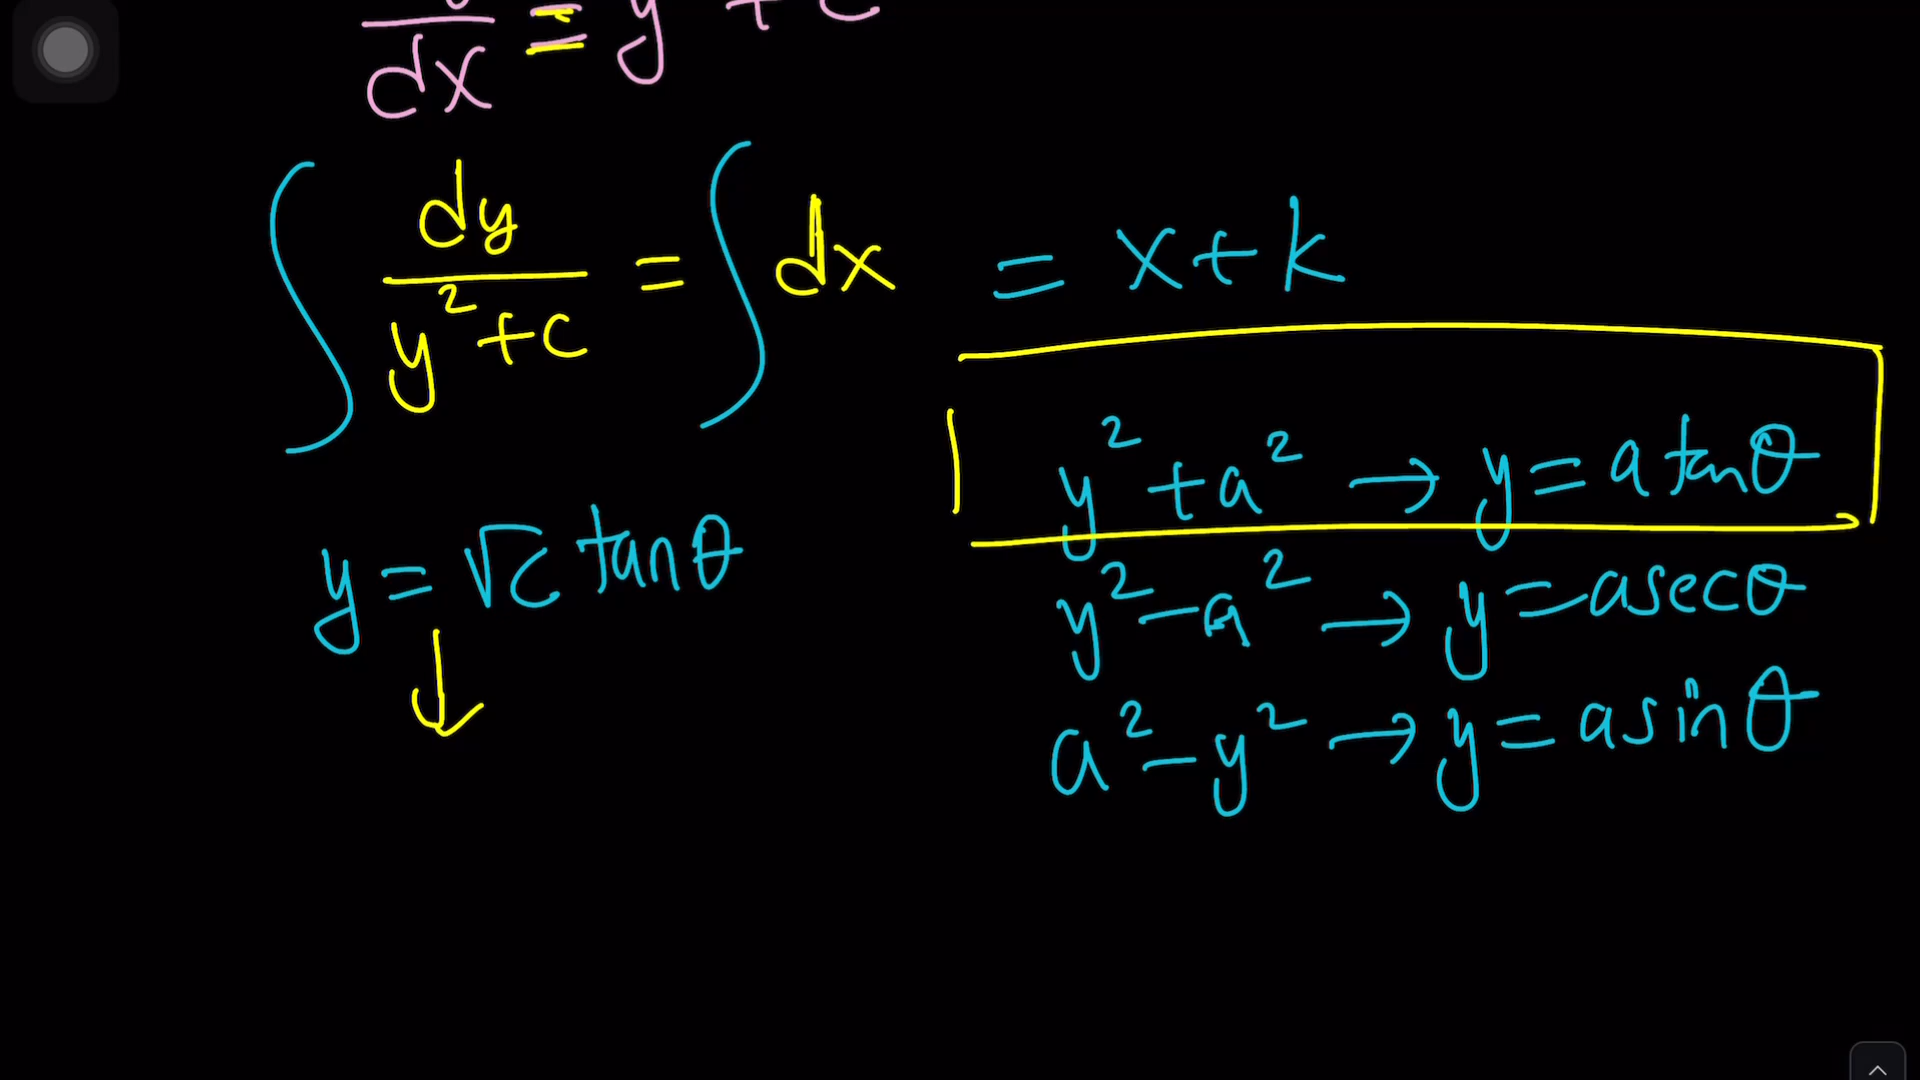 dx = y + c
∫ dy/(y² + c) = ∫ dx = x + k
y² + a² → y = a tanθ
y = √c tanθ
y² - a² → y = a secθ
a² - y² → y = a sinθ